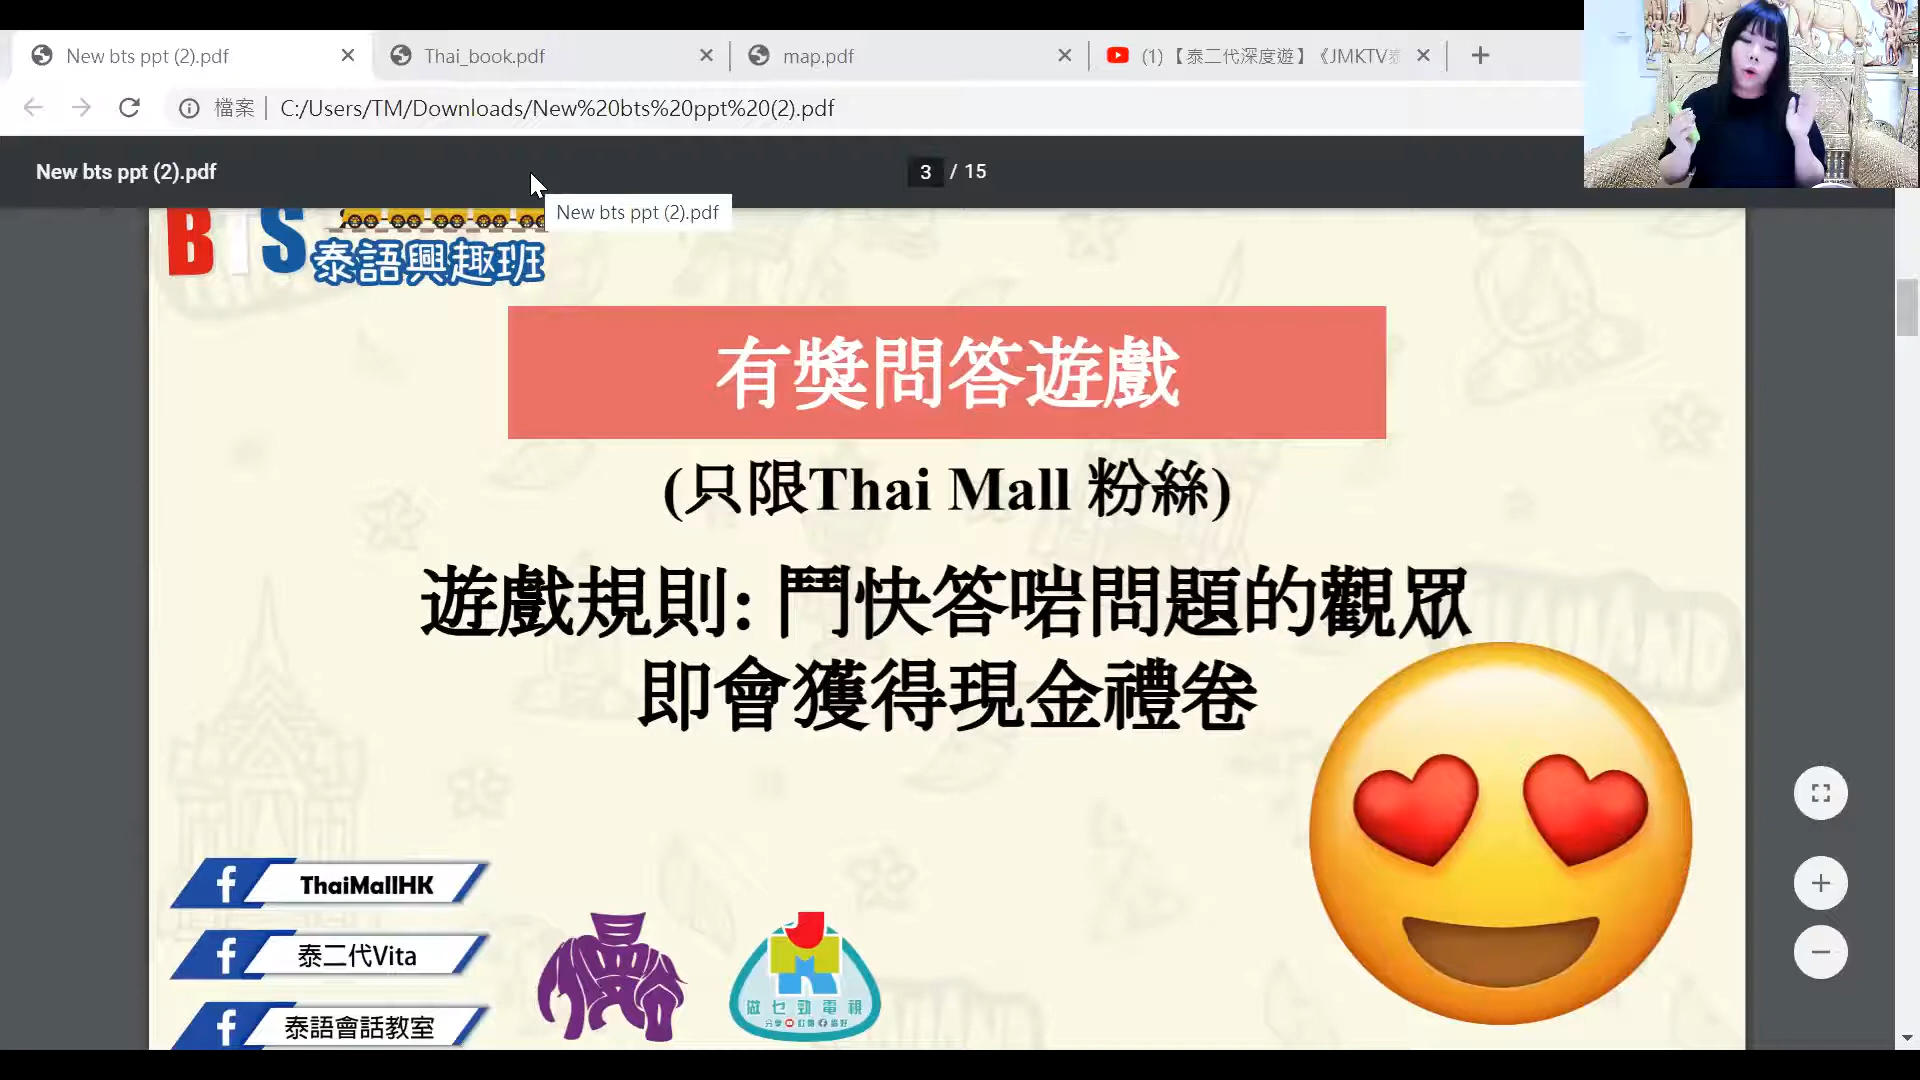 New bts ppt (2).pdf
Thai_book.pdf
map.pdf
(1)【泰二代深度遊】《JMKTV
檔案
C:/Users/TM/Downloads/New%20bts%20ppt%20(2).pdf
New bts ppt (2).pdf
3 / 15
New bts ppt (2).pdf
BTS
泰語興趣班
有獎問答遊戲
(只限Thai Mall 粉絲)
遊戲規則: 鬥快答啱問題的觀眾
即會獲得現金禮卷
ThaiMallHK
泰二代Vita
泰語會話教室
做乜勁電視